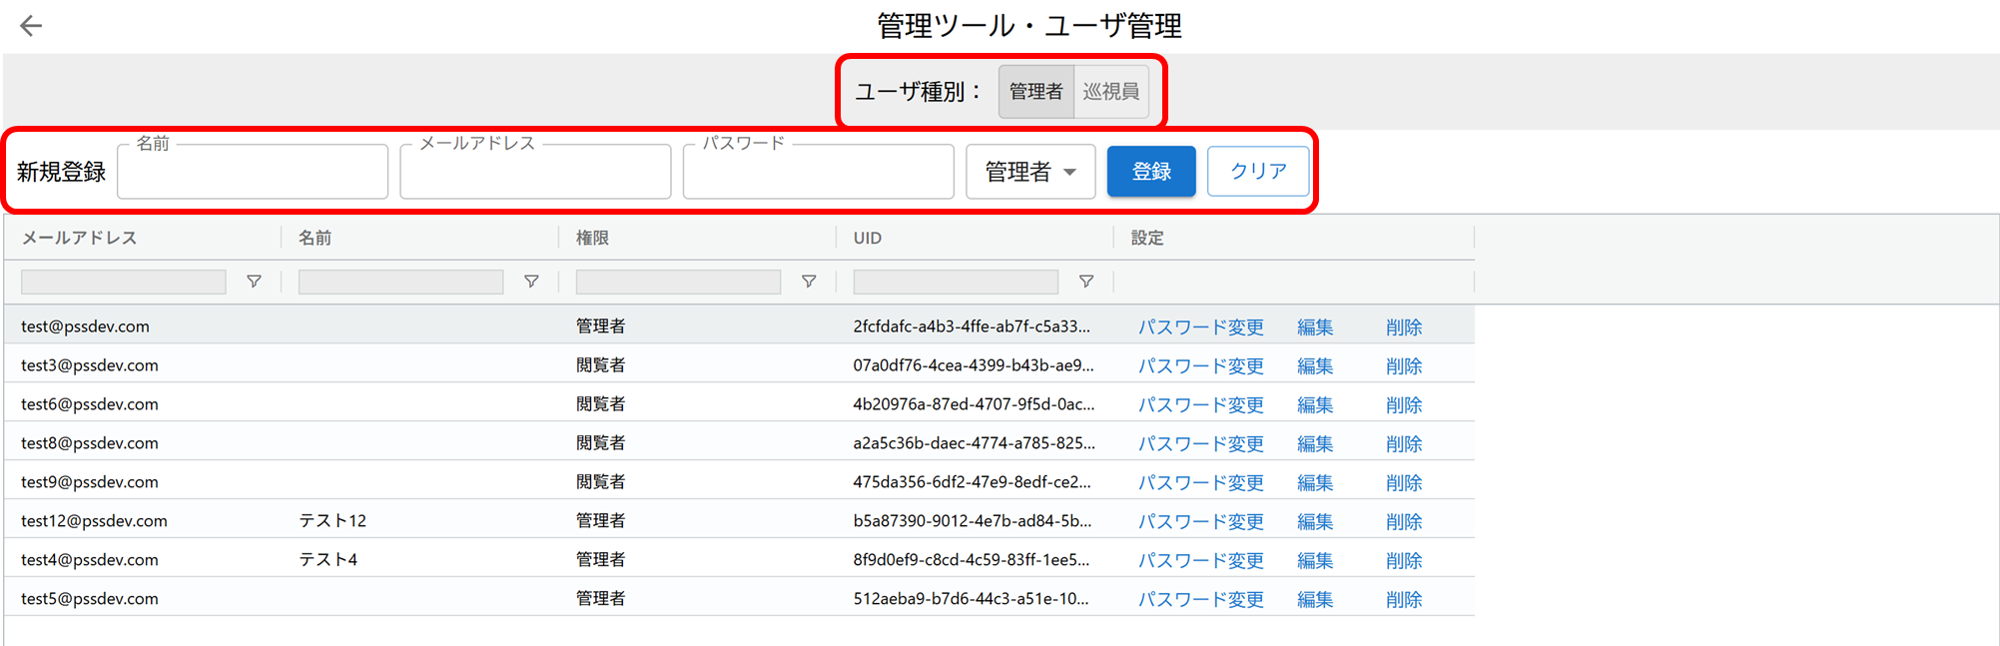 管理ツール・ユーザ管理
ユーザ種別： 管理者 巡視員
新規登録 名前 メールアドレス パスワード 管理者 登録 クリア
メールアドレス 名前 権限 UID 設定
test@pssdev.com 管理者 2fcfdafc-a4b3-4ffe-ab7f-c5a33... パスワード変更 編集 削除
test3@pssdev.com 閲覧者 07a0df76-4cea-4399-b43b-ae9... パスワード変更 編集 削除
test6@pssdev.com 閲覧者 4b20976a-87ed-4707-9f5d-0ac... パスワード変更 編集 削除
test8@pssdev.com 閲覧者 a2a5c36b-daec-4774-a785-825... パスワード変更 編集 削除
test9@pssdev.com 閲覧者 475da356-6df2-47e9-8edf-ce2... パスワード変更 編集 削除
test12@pssdev.com テスト12 管理者 b5a87390-9012-4e7b-ad84-5b... パスワード変更 編集 削除
test4@pssdev.com テスト4 管理者 8f9d0ef9-c8cd-4c59-83ff-1ee5... パスワード変更 編集 削除
test5@pssdev.com 管理者 512aeba9-b7d6-44c3-a51e-10... パスワード変更 編集 削除